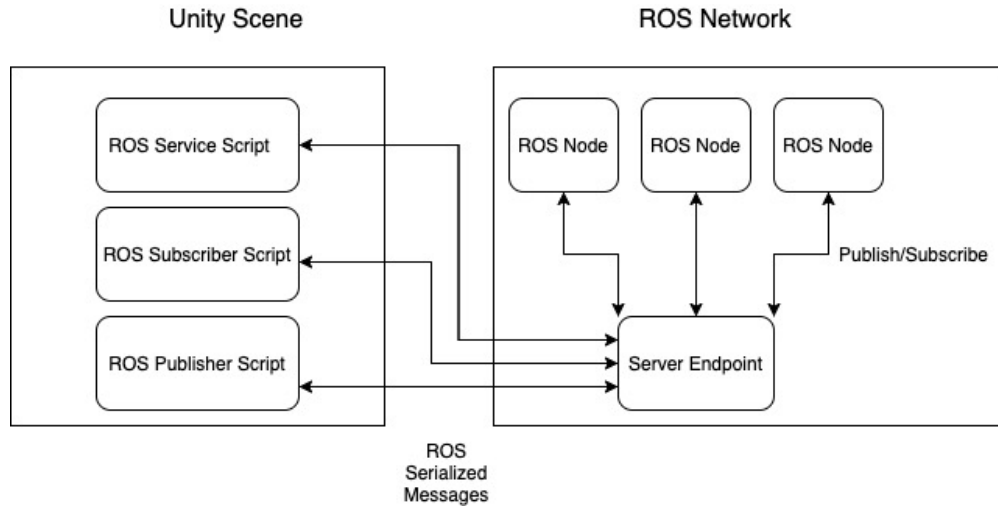 Unity Scene
ROS Network
ROS Service Script
ROS Subscriber Script
ROS Publisher Script
ROS Node
ROS Node
ROS Node
Publish/Subscribe
Server Endpoint
ROS
Serialized
Messages